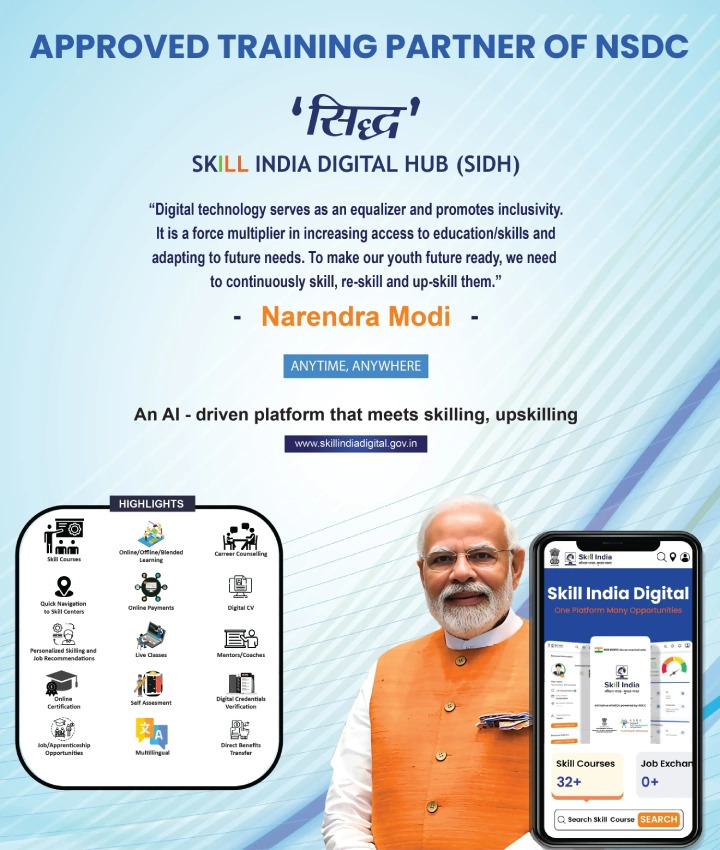 APPROVED TRAINING PARTNER OF NSDC
'सिद्ध'
SKILL INDIA DIGITAL HUB (SIDH)
“Digital technology serves as an equalizer and promotes inclusivity.
It is a force multiplier in increasing access to education/skills and
adapting to future needs. To make our youth future ready, we need
to continuously skill, re-skill and up-skill them.”
- Narendra Modi -
ANYTIME, ANYWHERE
An AI - driven platform that meets skilling, upskilling
www.skillindiadigital.gov.in
HIGHLIGHTS
Skill Courses
Online/Offline/Blended
Learning
Carreer Counselling
Quick Navigation
to Skill Centers
Online Payments
Digital CV
Personalized Skilling and
Job Recommendations
Live Classes
Mentors/Coaches
Online
Certification
Self Assesment
Digital Credentials
Verification
Job/Apprenticeship
Opportunities
Multilingual
Direct Benefits
Transfer
Skill India
Skill India Digital
One Platform Many Opportunities
Skill India
Skill Courses
32+
Job Exchan
0+
Search Skill Course
SEARCH